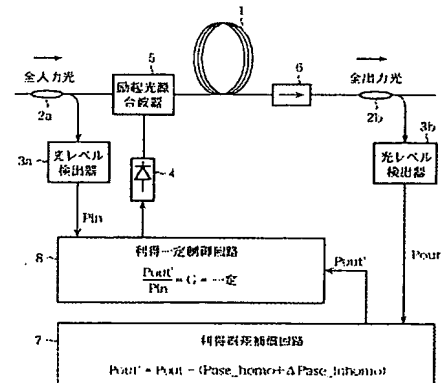 1
5
6
全入力光
励起光源
合波器
全出力光
2a
2b
3a
光レベル
検出器
4
3b
光レベル
検出器
Pin
Pout
8
利得一定制御回路
Pout'
Pout'/Pin = G = 一定
7
利得誤差補償回路
Pout' = Pout − (Pase_homo + ΔPase_inhomo)